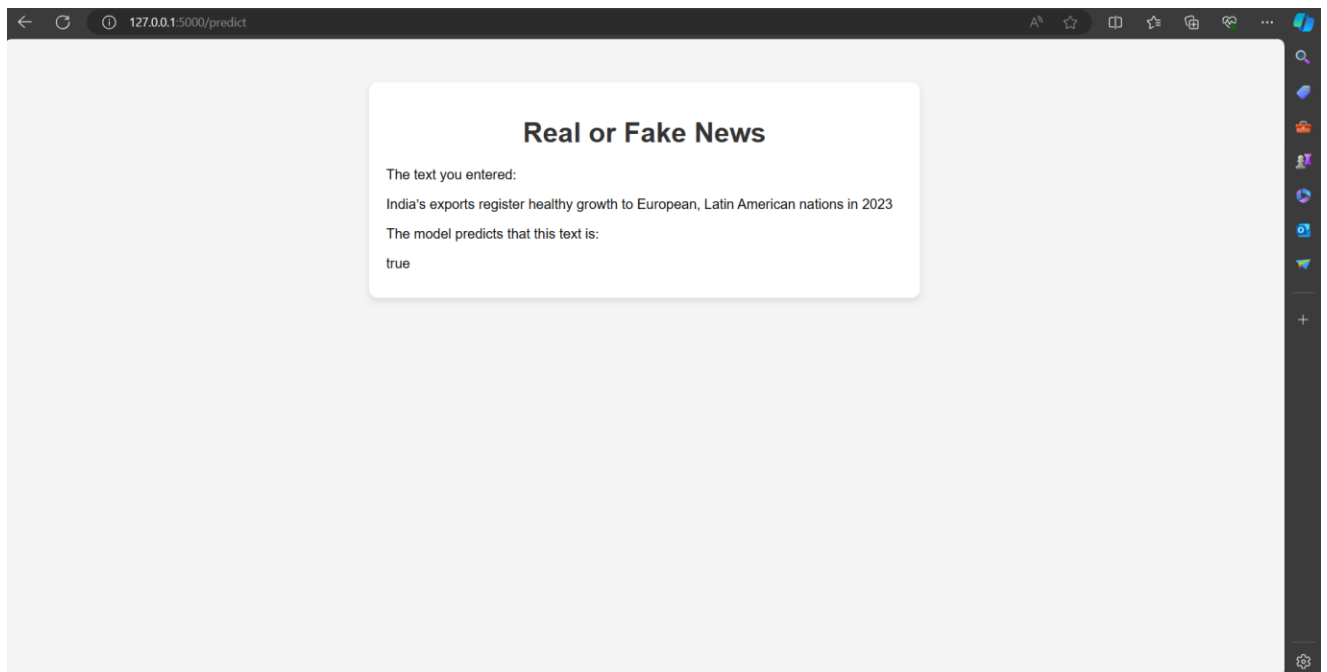 127.0.0.1:5000/predict
Real or Fake News
The text you entered:
India's exports register healthy growth to European, Latin American nations in 2023
The model predicts that this text is:
true